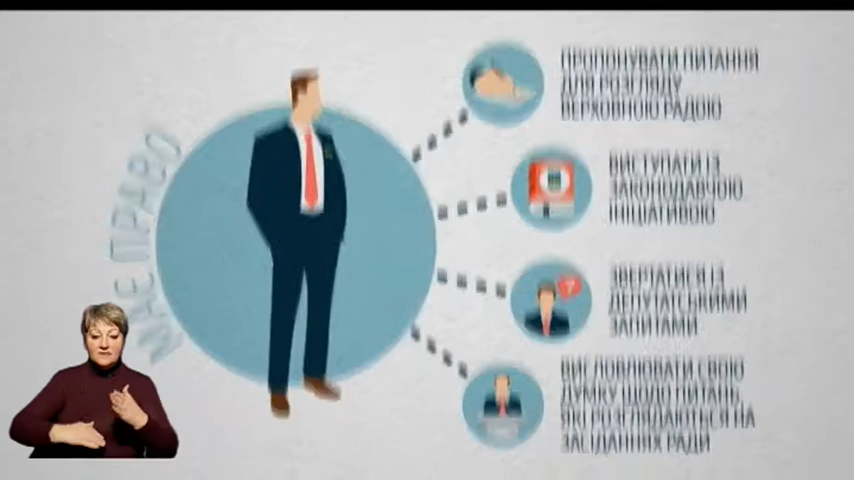 МАЄ ПРАВО
ПРОПОНУВАТИ ПИТАННЯ
ДЛЯ РОЗГЛЯДУ
ВЕРХОВНОЮ РАДОЮ
ВИСТУПАТИ ІЗ
ЗАКОНОДАВЧОЮ
ІНІЦІАТИВОЮ
ЗВЕРТАТИСЯ ІЗ
ДЕПУТАТСЬКИМИ
ЗАПИТАМИ
ВИСЛОВЛЮВАТИ СВОЮ
ДУМКУ ЩОДО ПИТАНЬ,
ЯКІ РОЗГЛЯДАЮТЬСЯ НА
ЗАСІДАННЯХ РАДИ